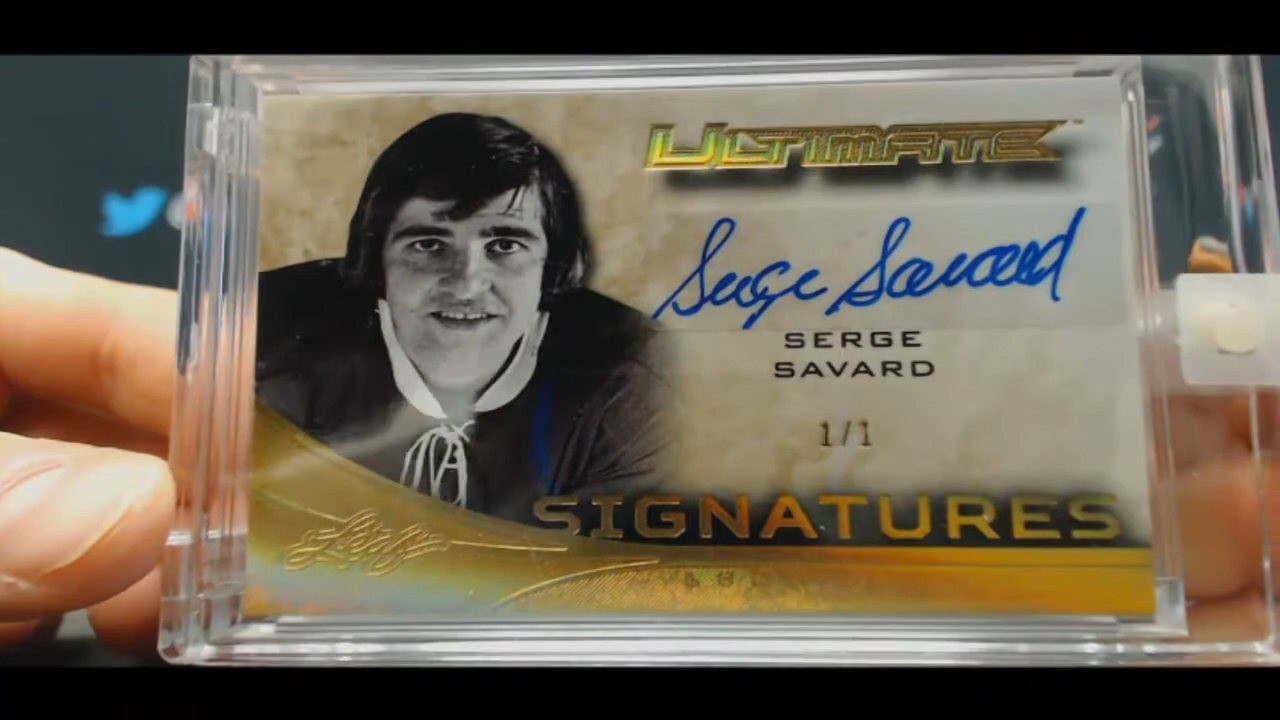 ULTIMATE
Serge Savard
SERGE
SAVARD
1/1
SIGNATURES
Leaf